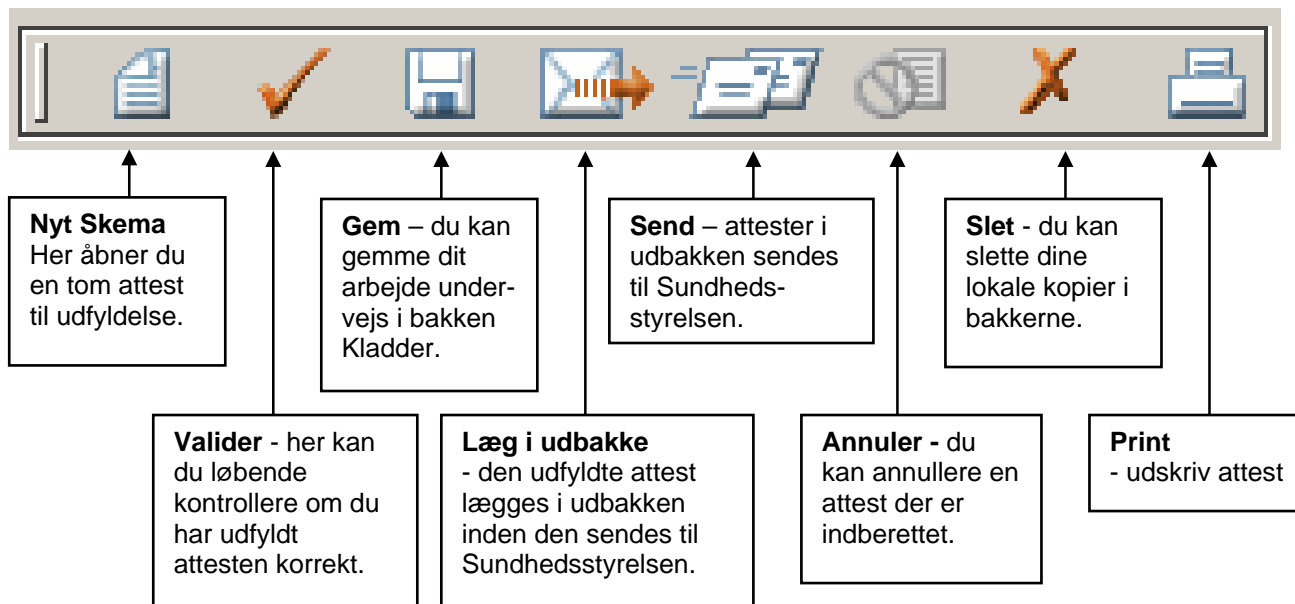 Nyt Skema
Her åbner du
en tom attest
til udfyldelse.
Gem – du kan
gemme dit
arbejde under-
vejs i bakken
Kladder.
Send – attester i
udbakken sendes
til Sundheds-
styrelsen.
Slet - du kan
slette dine
lokale kopier i
bakkerne.
Valider - her kan
du løbende
kontrollere om du
har udfyldt
attesten korrekt.
Læg i udbakke
- den udfyldte attest
lægges i udbakken
inden den sendes til
Sundhedsstyrelsen.
Annuler - du
kan annullere en
attest der er
indberettet.
Print
- udskriv attest